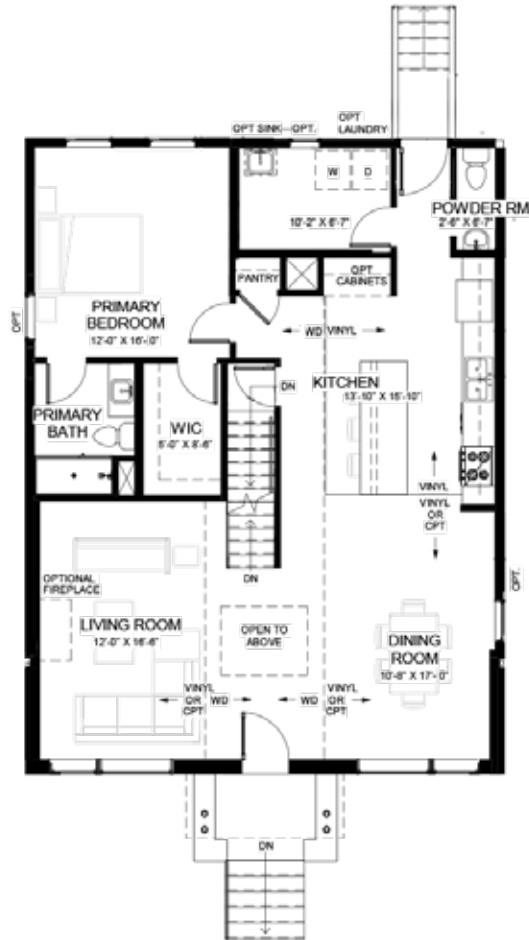 OPT SINK
OPT.
OPT
LAUNDRY
W
D
10'-2" X 6'-7"
POWDER RM
2'-6" X 6'-7"
PANTRY
OPT
CABINETS
PRIMARY
BEDROOM
12'-0" X 16'-0"
OPT
WD VINYL
DN
KITCHEN
13'-10" X 15'-10"
PRIMARY
BATH
WIC
5'-0" X 8'-6"
VINYL
VINYL
OR
CPT
DN
OPTIONAL
FIREPLACE
OPT.
LIVING ROOM
12'-0" X 16'-6"
OPEN TO
ABOVE
DINING
ROOM
10'-8" X 17'-0"
VINYL
OR
CPT
WD
WD
VINYL
OR
CPT
DN